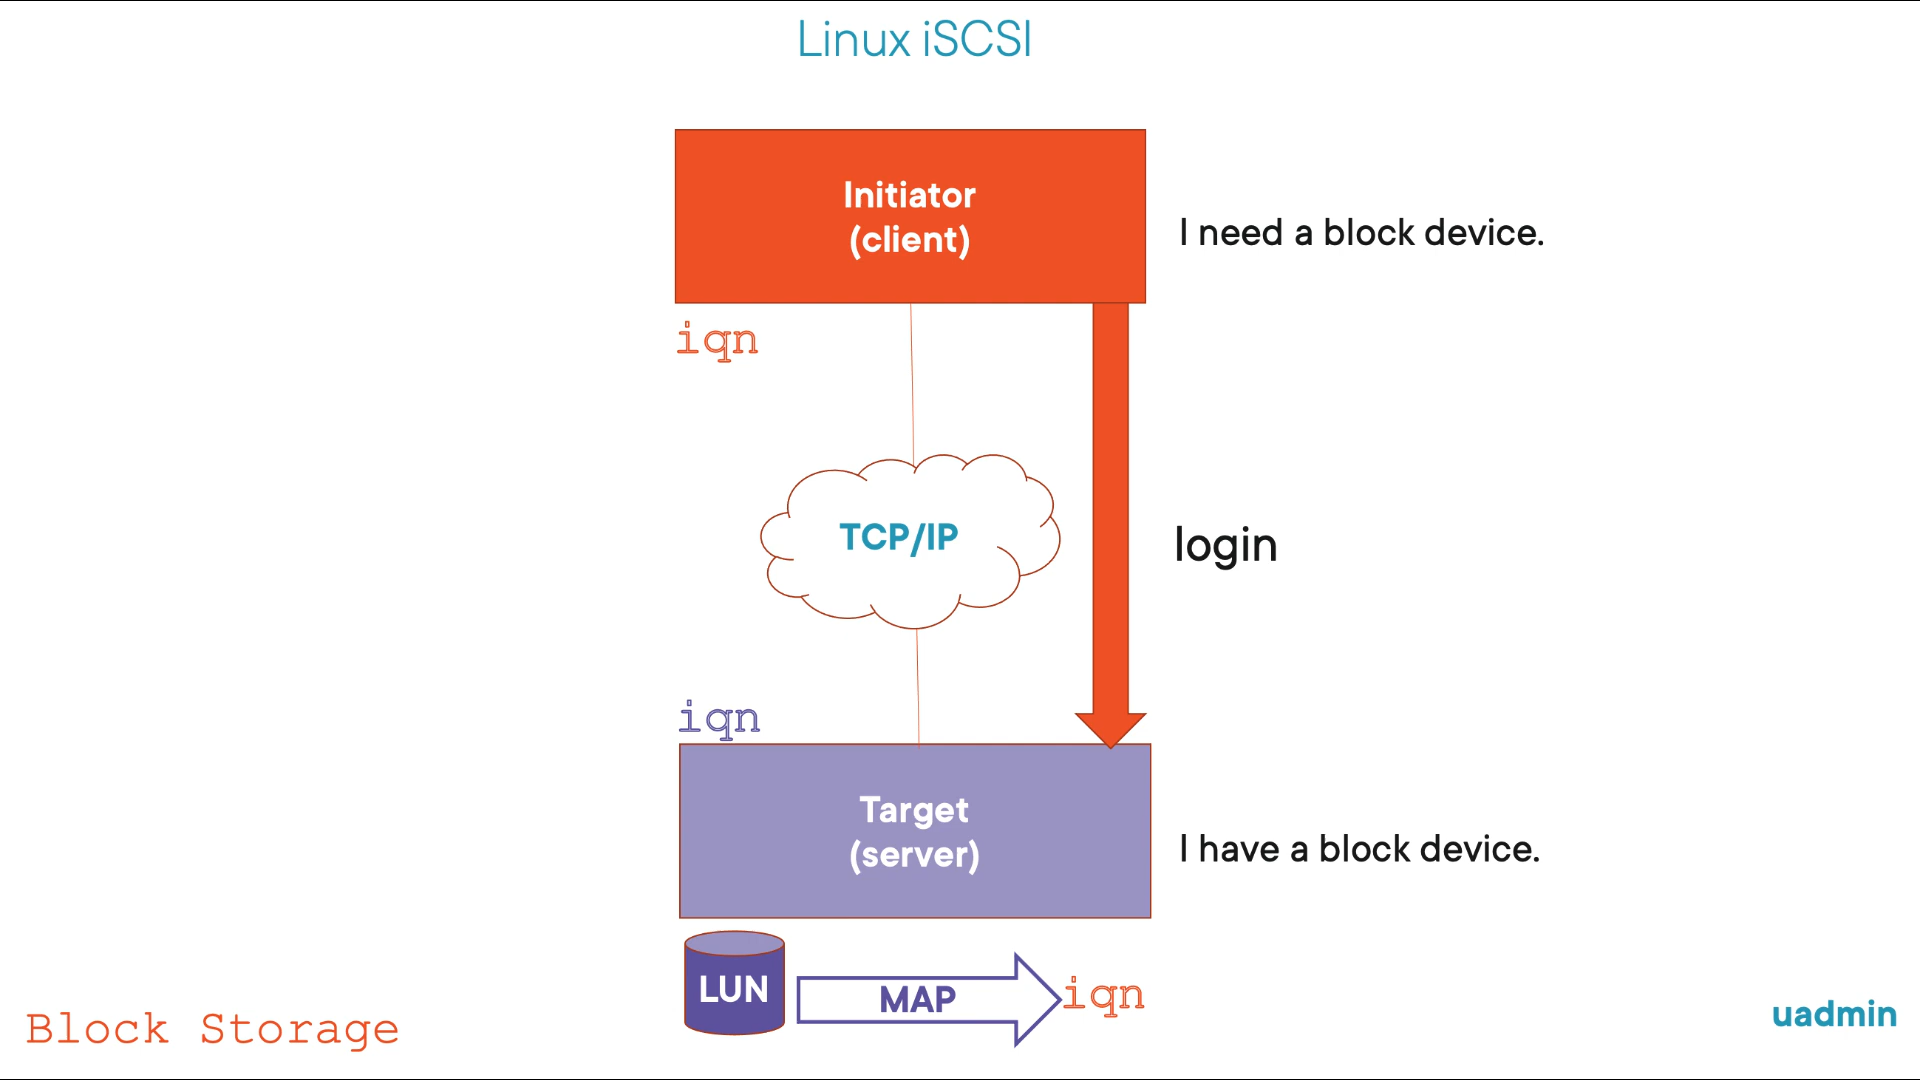 Linux iSCSI
Initiator
(client)
I need a block device.
iqn
TCP/IP
login
iqn
Target
(server)
I have a block device.
LUN
MAP
iqn
Block Storage
uadmin